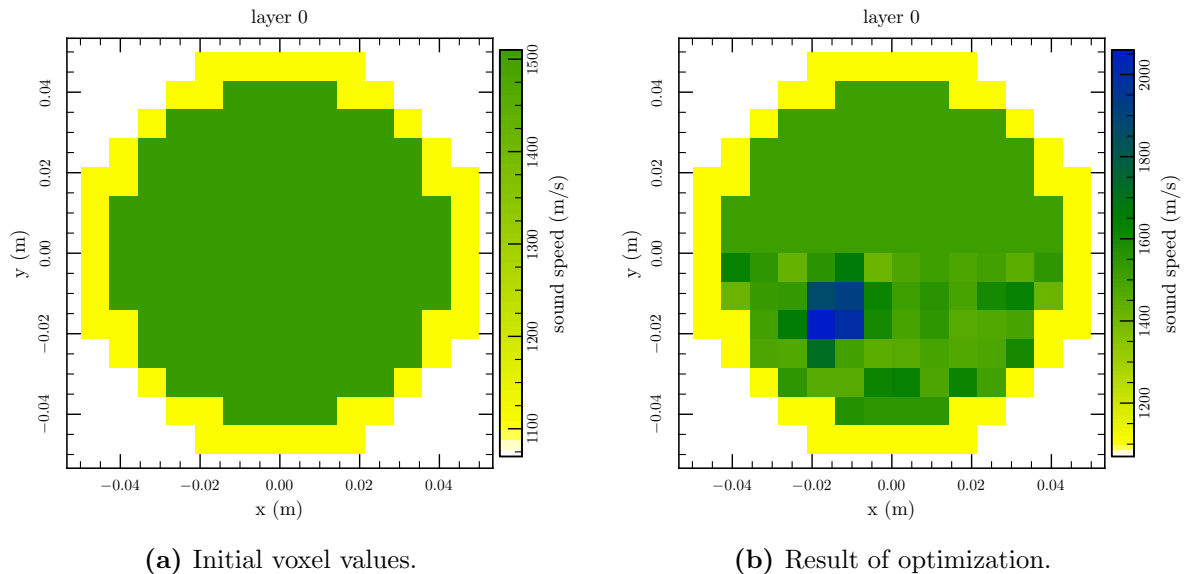 layer 0
0.04
0.02
0.00
−0.02
−0.04
y (m)
−0.04 −0.02 0.00 0.02 0.04
x (m)
1500
1400
1300
1200
1100
sound speed (m/s)
(a) Initial voxel values.
layer 0
0.04
0.02
0.00
−0.02
−0.04
y (m)
−0.04 −0.02 0.00 0.02 0.04
x (m)
2000
1800
1600
1400
1200
sound speed (m/s)
(b) Result of optimization.